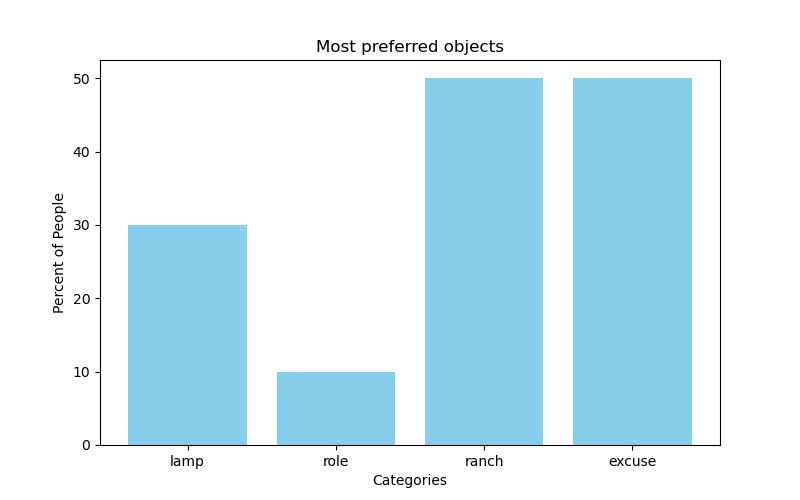 Most preferred objects
50
40
30
20
10
0
Percent of People
lamp role ranch excuse
Categories